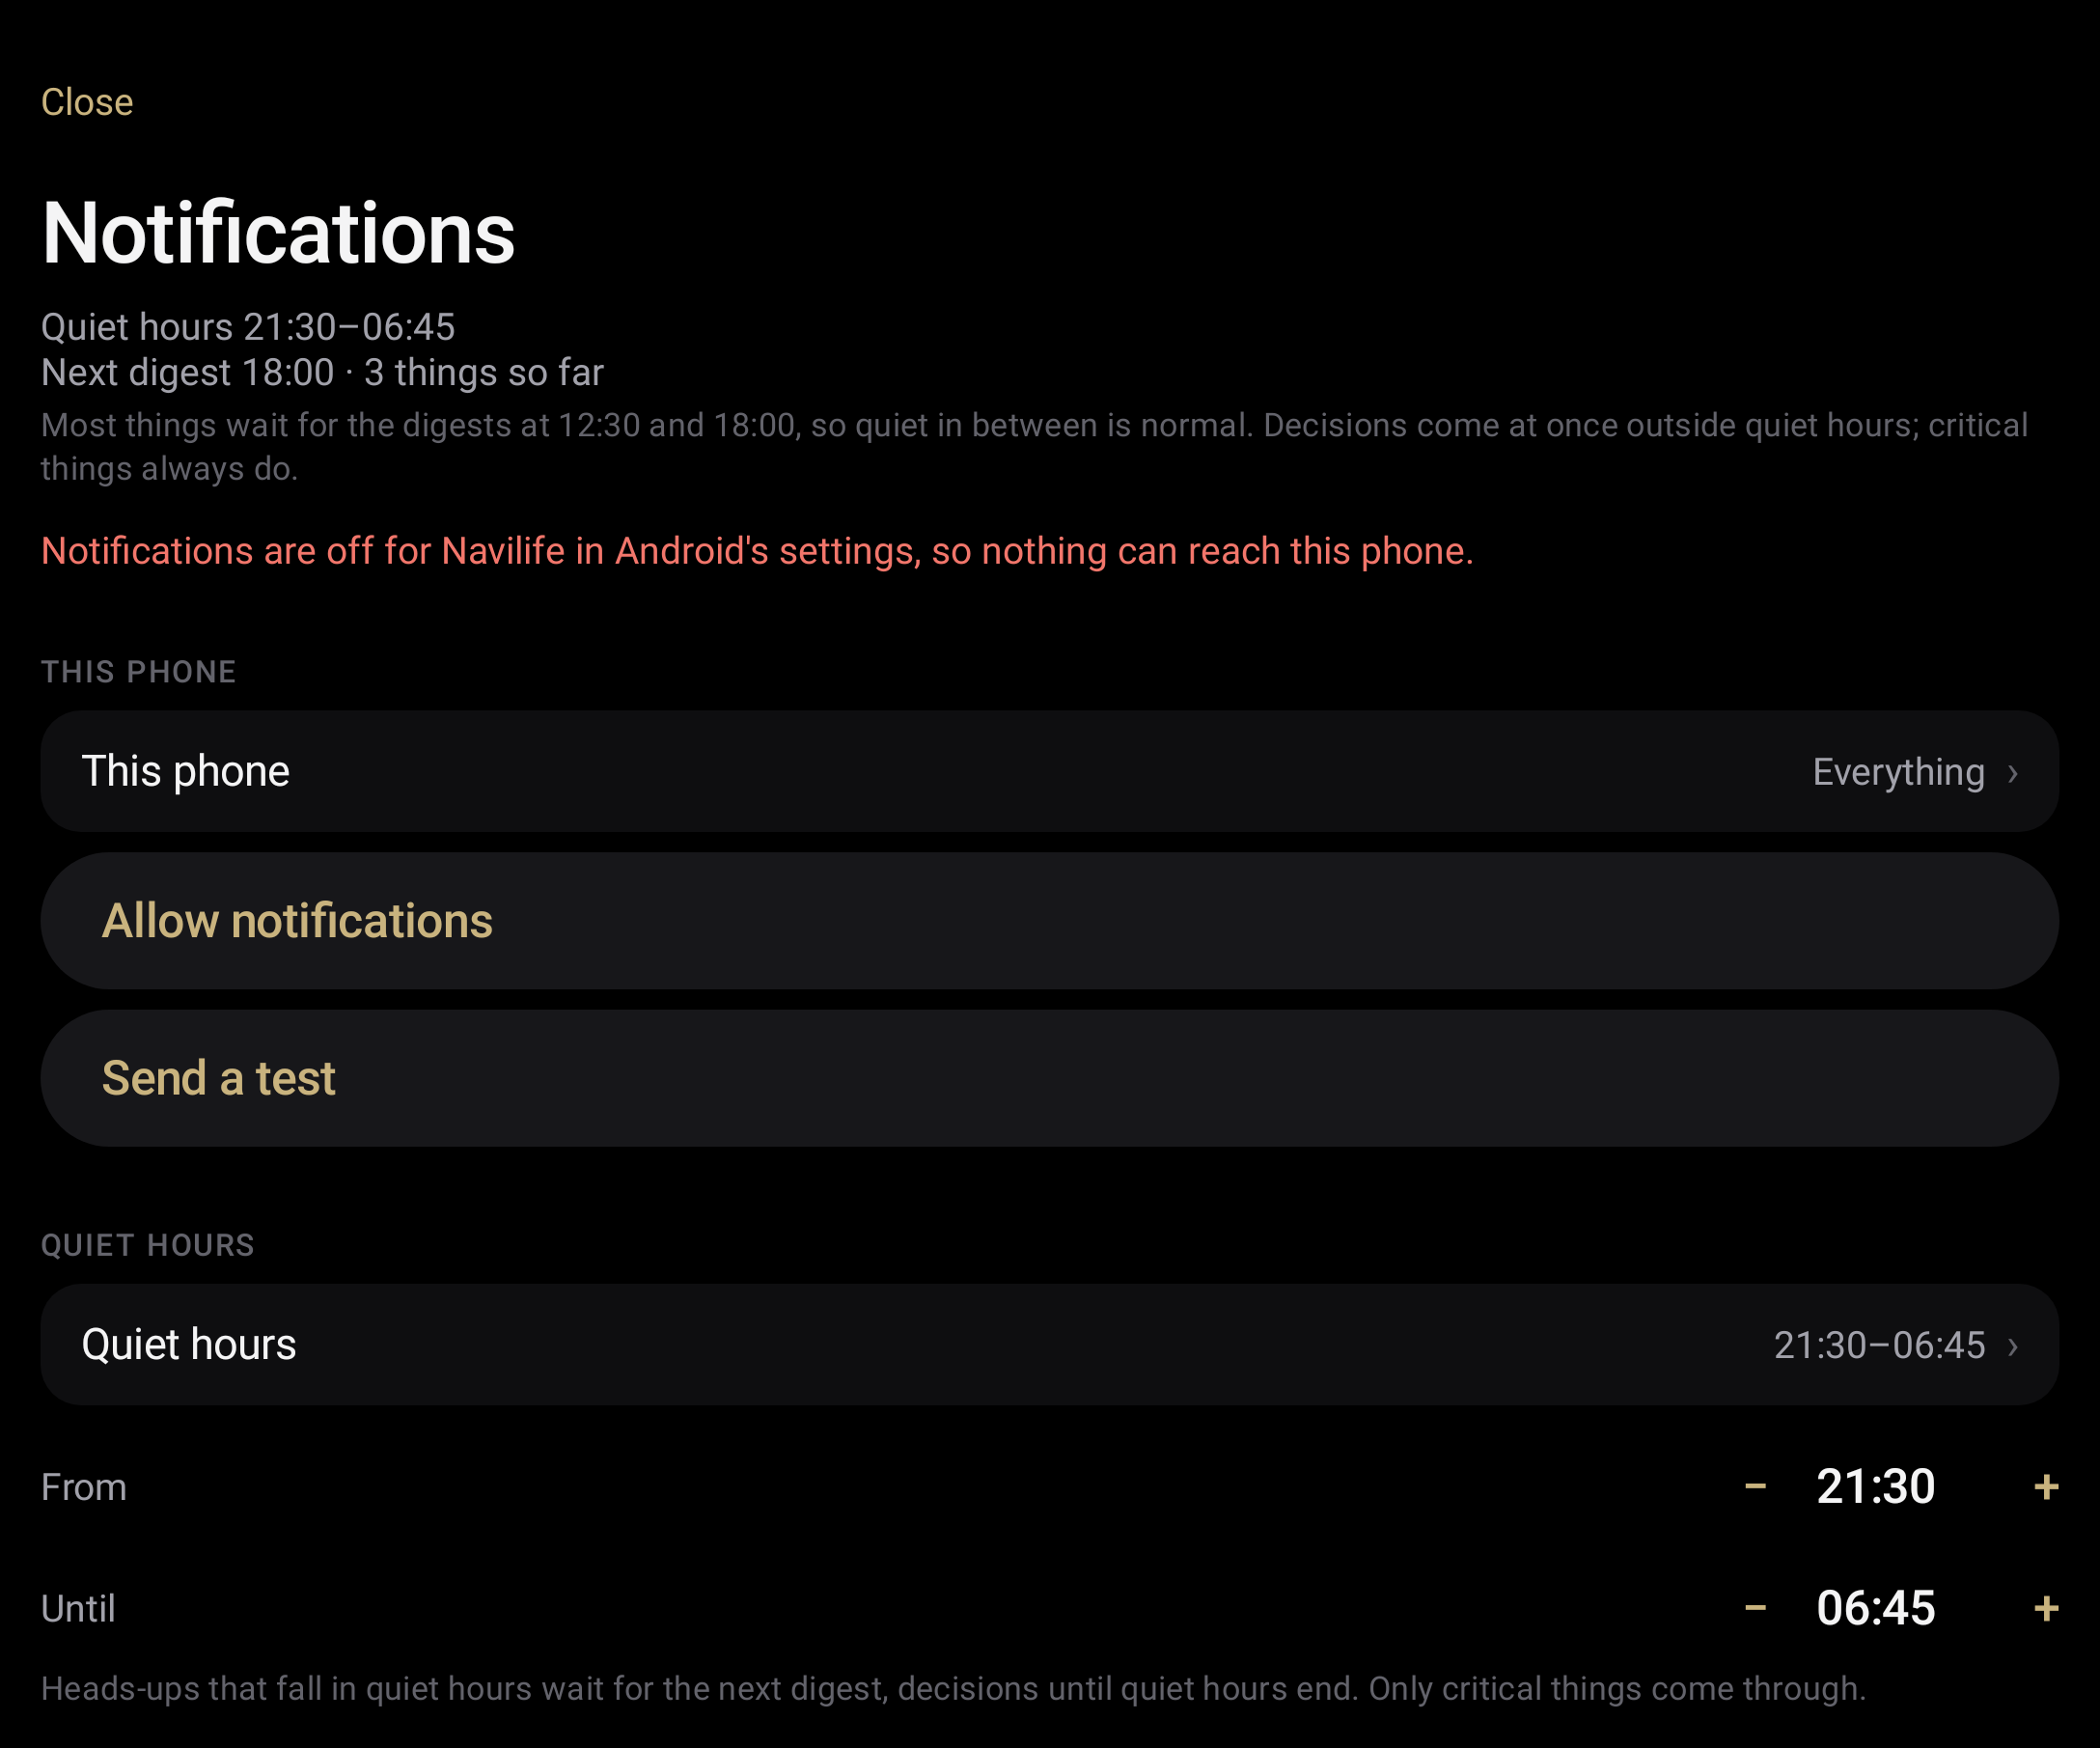 Close
Notifications
Quiet hours 21:30–06:45
Next digest 18:00 · 3 things so far
Most things wait for the digests at 12:30 and 18:00, so quiet in between is normal. Decisions come at once outside quiet hours; critical
things always do.
Notifications are off for Navilife in Android's settings, so nothing can reach this phone.
THIS PHONE
This phone Everything ›
Allow notifications
Send a test
QUIET HOURS
Quiet hours 21:30–06:45 ›
From − 21:30 +
Until − 06:45 +
Heads-ups that fall in quiet hours wait for the next digest, decisions until quiet hours end. Only critical things come through.